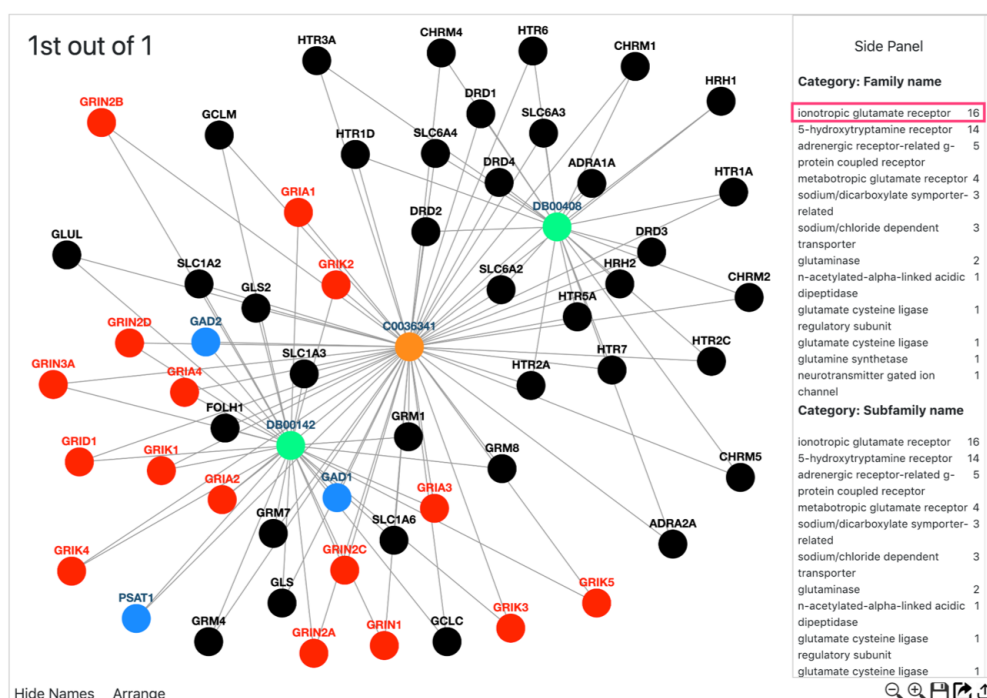 1st out of 1
HTR3A
CHRM4
HTR6
CHRM1
HRH1
GRIN2B
GCLM
DRD1
SLC6A3
HTR1D
SLC6A4
DRD4
ADRA1A
HTR1A
GRIA1
DB00408
DRD2
DRD3
GLUL
SLC1A2
GRIK2
SLC6A2
HRH2
CHRM2
GLS2
HTR5A
GRIN2D
GAD2
C0036341
HTR2C
GRIN3A
GRIA4
SLC1A3
HTR2A
HTR7
FOLH1
DB00142
GRM1
GRID1
GRIK1
GRM8
CHRM5
GRIA2
GAD1
GRIA3
GRM7
SLC1A6
ADRA2A
GRIK4
GRIN2C
PSAT1
GLS
GRIK5
GRM4
GRIN2A
GRIN1
GCLC
GRIK3
Hide Names Arrange
Side Panel
Category: Family name
ionotropic glutamate receptor 16
5-hydroxytryptamine receptor 14
adrenergic receptor-related g- 5
protein coupled receptor
metabotropic glutamate receptor 4
sodium/dicarboxylate symporter- 3
related
sodium/chloride dependent 3
transporter
glutaminase 2
n-acetylated-alpha-linked acidic 1
dipeptidase
glutamate cysteine ligase 1
regulatory subunit
glutamate cysteine ligase 1
glutamine synthetase 1
neurotransmitter gated ion 1
channel
Category: Subfamily name
ionotropic glutamate receptor 16
5-hydroxytryptamine receptor 14
adrenergic receptor-related g- 5
protein coupled receptor
metabotropic glutamate receptor 4
sodium/dicarboxylate symporter- 3
related
sodium/chloride dependent 3
transporter
glutaminase 2
n-acetylated-alpha-linked acidic 1
dipeptidase
glutamate cysteine ligase 1
regulatory subunit
glutamate cysteine ligase 1